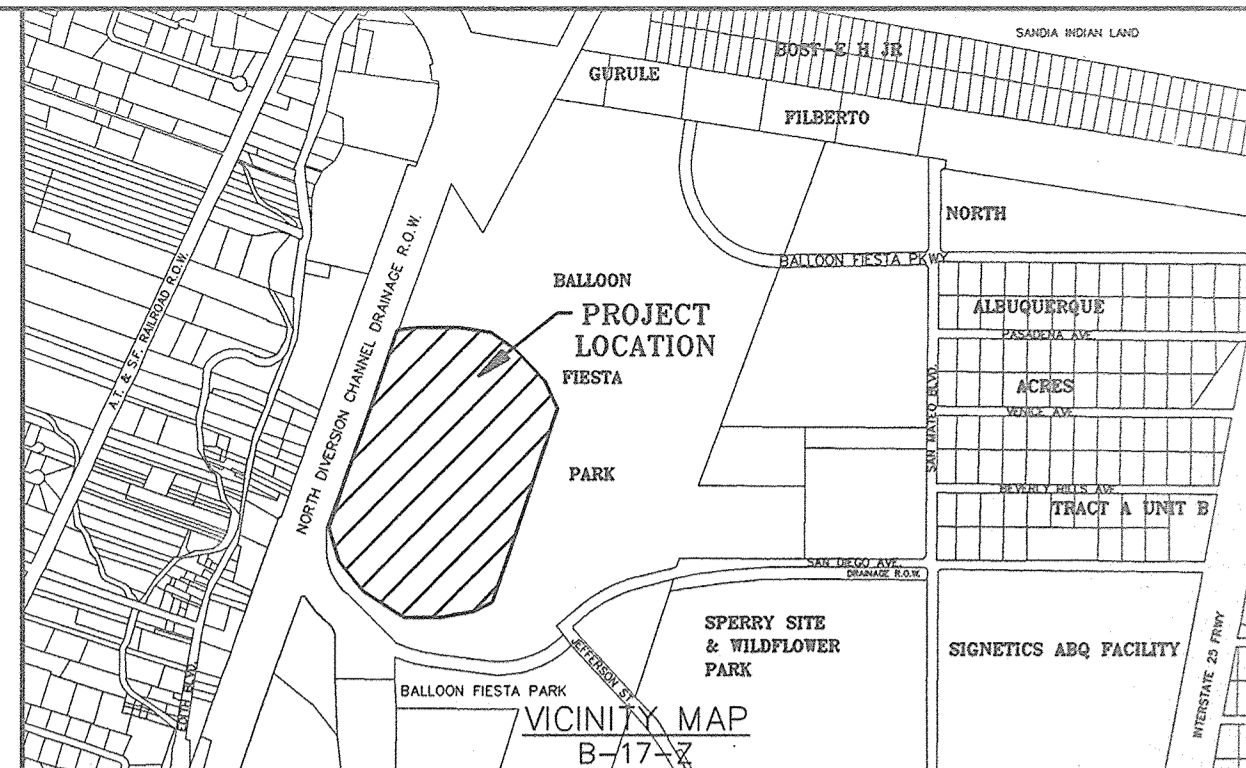 SANDIA INDIAN LAND
BOST-E H JR
GURULE
FILBERTO
NORTH
BALLOON FIESTA PKWY
BALLOON
PROJECT
LOCATION
FIESTA
PARK
ALBUQUERQUE
PASADENA AVE.
ACRES
VENICE AVE
BEVERLY HILLS AVE
TRACT A UNIT B
SAN MATEO BLVD.
A.T. & S.F. RAILROAD R.O.W.
NORTH DIVERSION CHANNEL DRAINAGE R.O.W.
SAN DIEGO AVE.
DRAINAGE R.O.W.
SPERRY SITE
& WILDFLOWER
PARK
SIGNETICS ABQ FACILITY
INTERSTATE 25 FRWY
JEFFERSON ST.
EDITH BLVD.
BALLOON FIESTA PARK
VICINITY MAP
B-17-Z